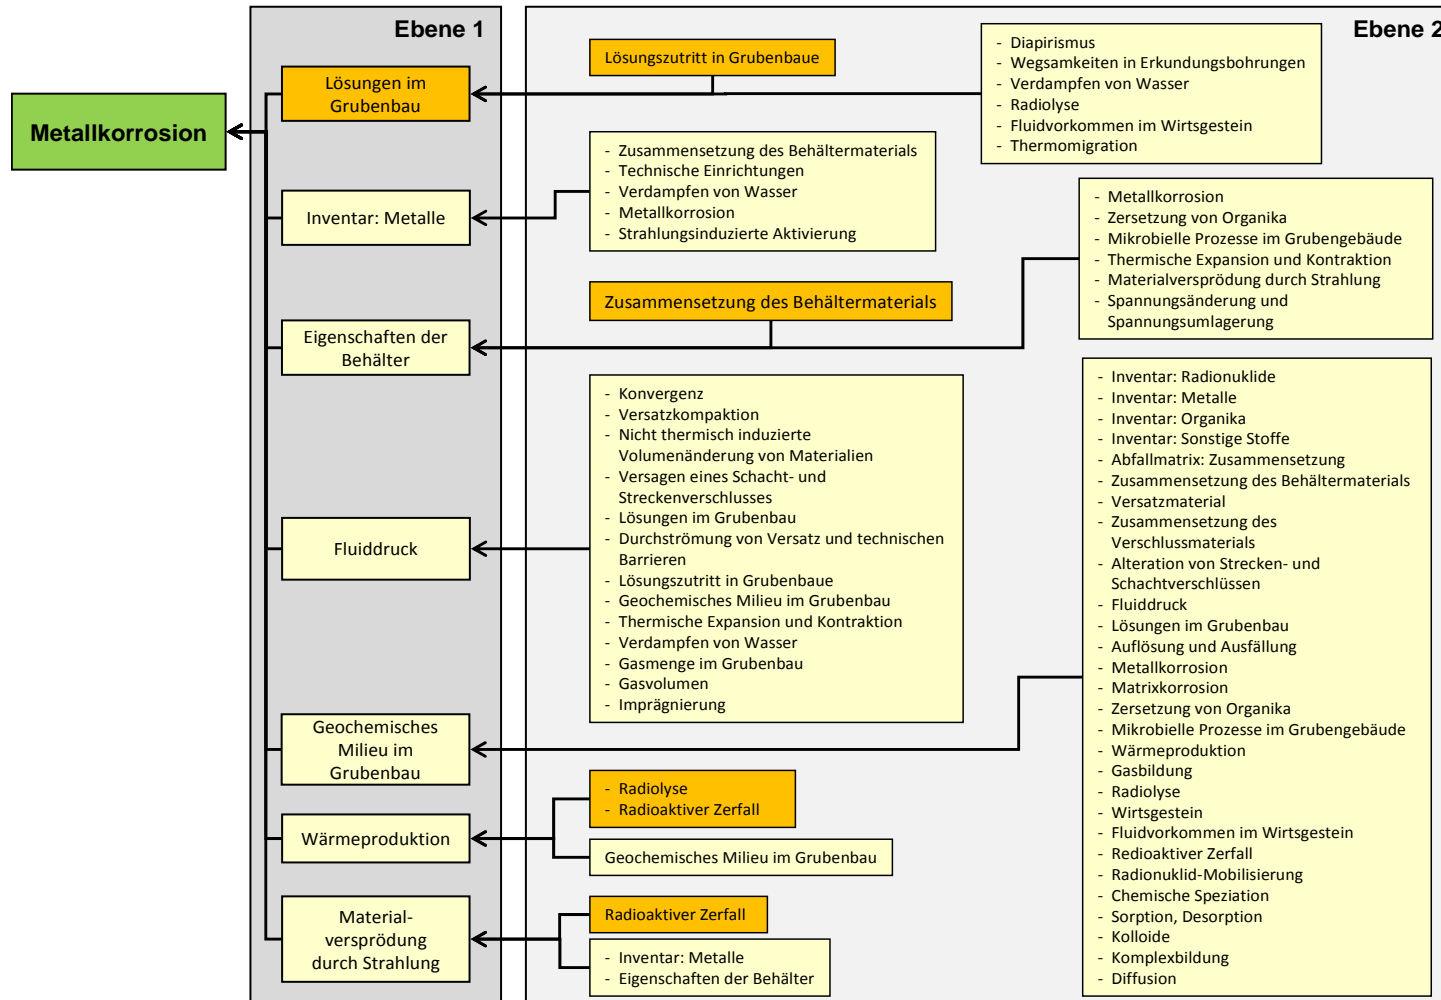 Ebene 1
Ebene 2
Metallkorrosion
Lösungen im
Grubenbau
Lösungszutritt in Grubenbaue
- Diapirismus
- Wegsamkeiten in Erkundungsbohrungen
- Verdampfen von Wasser
- Radiolyse
- Fluidvorkommen im Wirtsgestein
- Thermomigration
Inventar: Metalle
- Zusammensetzung des Behältermaterials
- Technische Einrichtungen
- Verdampfen von Wasser
- Metallkorrosion
- Strahlungsinduzierte Aktivierung
Eigenschaften der
Behälter
Zusammensetzung des Behältermaterials
- Metallkorrosion
- Zersetzung von Organika
- Mikrobielle Prozesse im Grubengebäude
- Thermische Expansion und Kontraktion
- Materialversprödung durch Strahlung
- Spannungsänderung und
Spannungsumlagerung
Fluiddruck
- Konvergenz
- Versatzkompaktion
- Nicht thermisch induzierte
Volumenänderung von Materialien
- Versagen eines Schacht- und
Streckenverschlusses
- Lösungen im Grubenbau
- Durchströmung von Versatz und technischen
Barrieren
- Lösungszutritt in Grubenbaue
- Geochemisches Milieu im Grubenbau
- Thermische Expansion und Kontraktion
- Verdampfen von Wasser
- Gasmenge im Grubenbau
- Gasvolumen
- Imprägnierung
Geochemisches
Milieu im
Grubenbau
- Inventar: Radionuklide
- Inventar: Metalle
- Inventar: Organika
- Inventar: Sonstige Stoffe
- Abfallmatrix: Zusammensetzung
- Zusammensetzung des Behältermaterials
- Versatzmaterial
- Zusammensetzung des
Verschlussmaterials
- Alteration von Strecken- und
Schachtverschlüssen
- Fluiddruck
- Lösungen im Grubenbau
- Auflösung und Ausfällung
- Metallkorrosion
- Matrixkorrosion
- Zersetzung von Organika
- Mikrobielle Prozesse im Grubengebäude
- Wärmeproduktion
- Gasbildung
- Radiolyse
- Wirtsgestein
- Fluidvorkommen im Wirtsgestein
- Redioaktiver Zerfall
- Radionuklid-Mobilisierung
- Chemische Speziation
- Sorption, Desorption
- Kolloide
- Komplexbildung
- Diffusion
Wärmeproduktion
- Radiolyse
- Radioaktiver Zerfall
Geochemisches Milieu im Grubenbau
Material-
versprödung
durch Strahlung
Radioaktiver Zerfall
- Inventar: Metalle
- Eigenschaften der Behälter